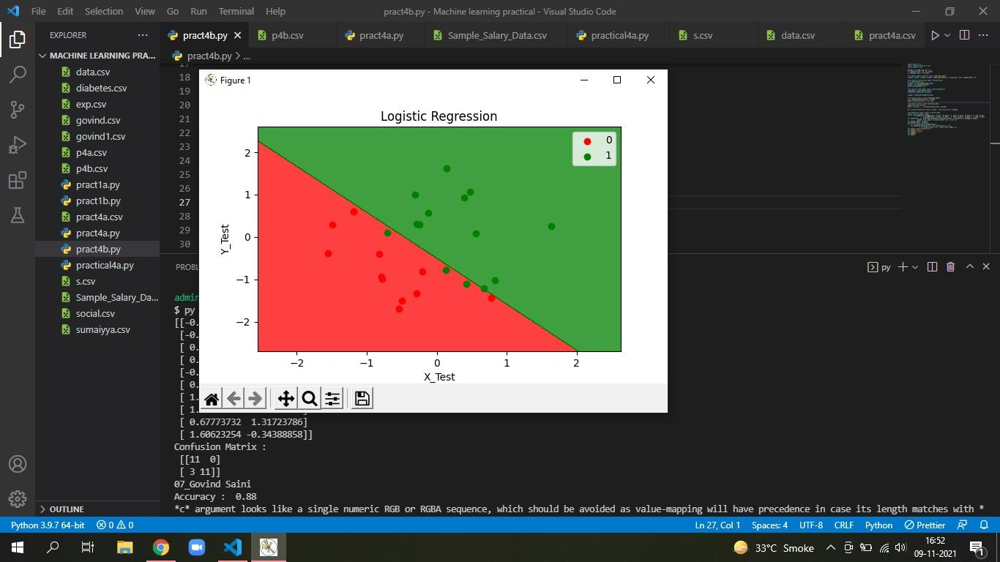 File Edit Selection View Go Run Terminal Help pract4b.py - Machine learning practical - Visual Studio Code
EXPLORER ···
pract4b.py p4b.csv pract4a.py Sample_Salary_Data.csv practical4a.py s.csv data.csv pract4a.csv
MACHINE LEARNING PRA...
pract4b.py > ...
data.csv
diabetes.csv
exp.csv
govind.csv
govind1.csv
p4a.csv
p4b.csv
pract1a.py
pract1b.py
pract4a.csv
pract4a.py
pract4b.py
practical4a.py
s.csv
Sample_Salary_Da...
social.csv
sumaiyya.csv
OUTLINE
17
18
19
20
21
22
23
24
25
26
27
28
29
30
Figure 1
Logistic Regression
0
1
Y_Test
2
1
0
−1
−2
−2 −1 0 1 2
X_Test
PROBL
py
admin
$ py
[[-0.
[-0.
[ 0.
[ 0.
[-0.
[ 0.
[ 1.
[ 1.
[ 0.67773732 1.31723786]
[ 1.60623254 -0.34388858]]
Confusion Matrix :
[[11 0]
[ 3 11]]
07_Govind Saini
Accuracy : 0.88
*c* argument looks like a single numeric RGB or RGBA sequence, which should be avoided as value-mapping will have precedence in case its length matches with *
Python 3.9.7 64-bit 0 0 Ln 27, Col 1 Spaces: 4 UTF-8 CRLF Python Prettier
33°C Smoke 16:52
09-11-2021
1